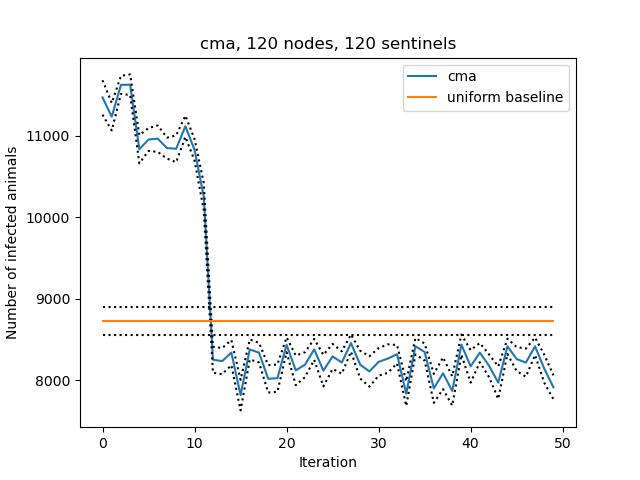 cma, 120 nodes, 120 sentinels
cma
uniform baseline
Number of infected animals
11000
10000
9000
8000
0
10
20
30
40
50
Iteration